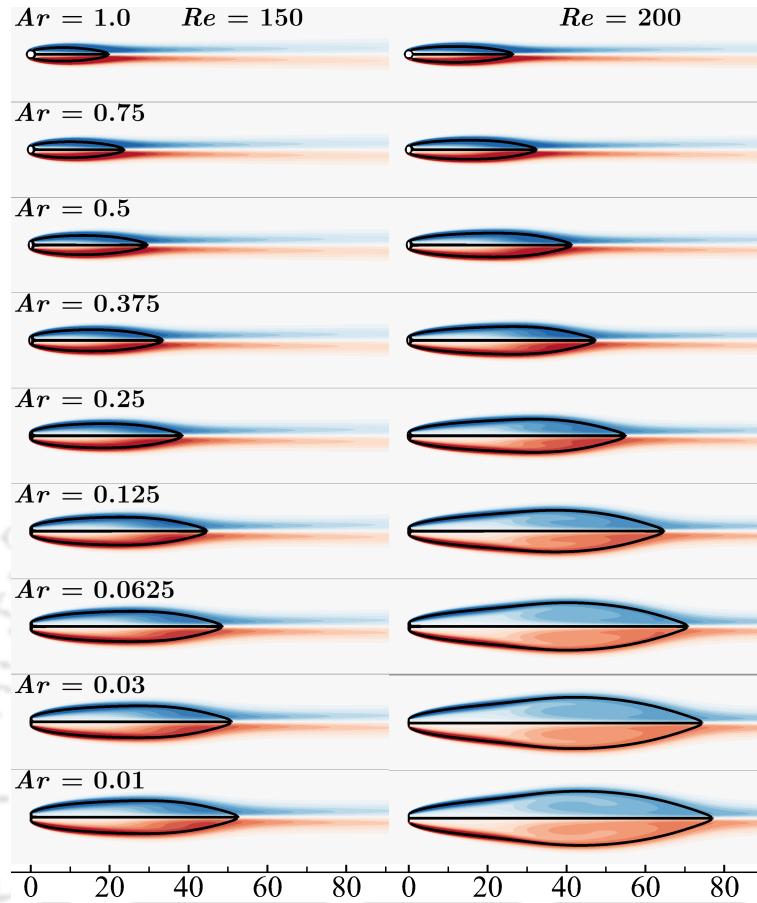 Ar = 1.0 Re = 150 Re = 200
Ar = 0.75
Ar = 0.5
Ar = 0.375
Ar = 0.25
Ar = 0.125
Ar = 0.0625
Ar = 0.03
Ar = 0.01
0 20 40 60 80 0 20 40 60 80